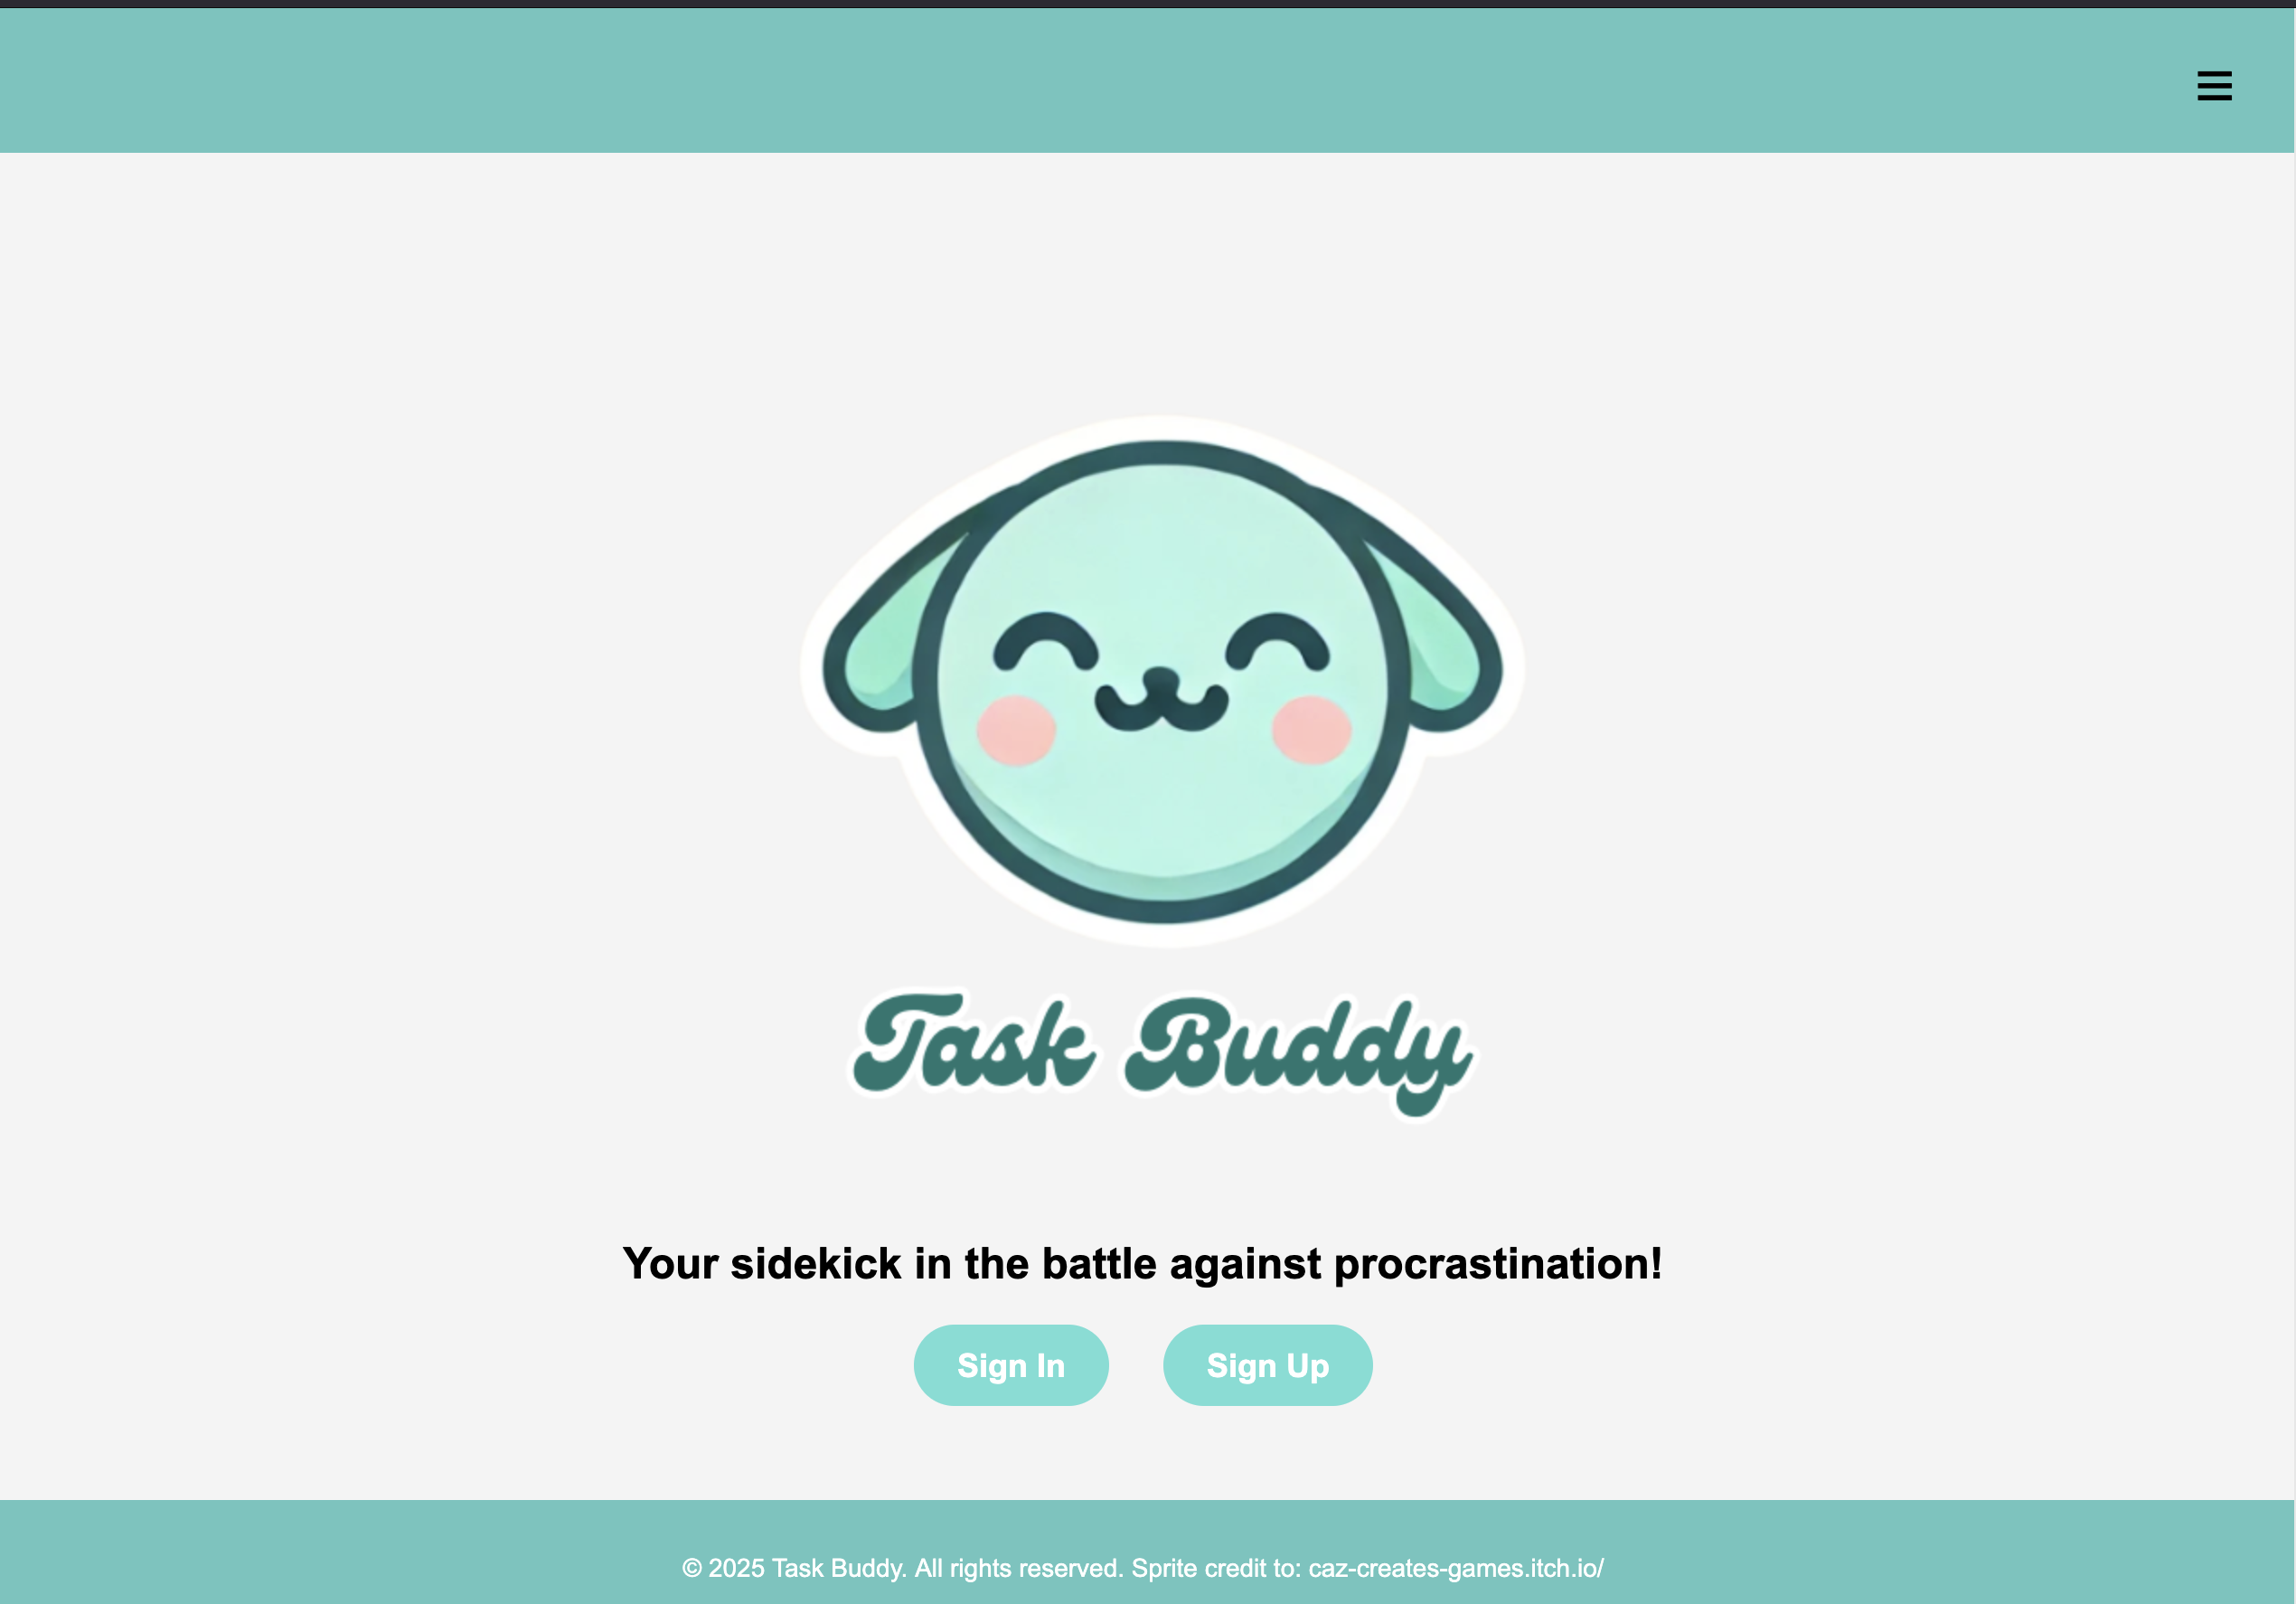 Task Buddy
Your sidekick in the battle against procrastination!
Sign In
Sign Up
© 2025 Task Buddy. All rights reserved. Sprite credit to: caz-creates-games.itch.io/